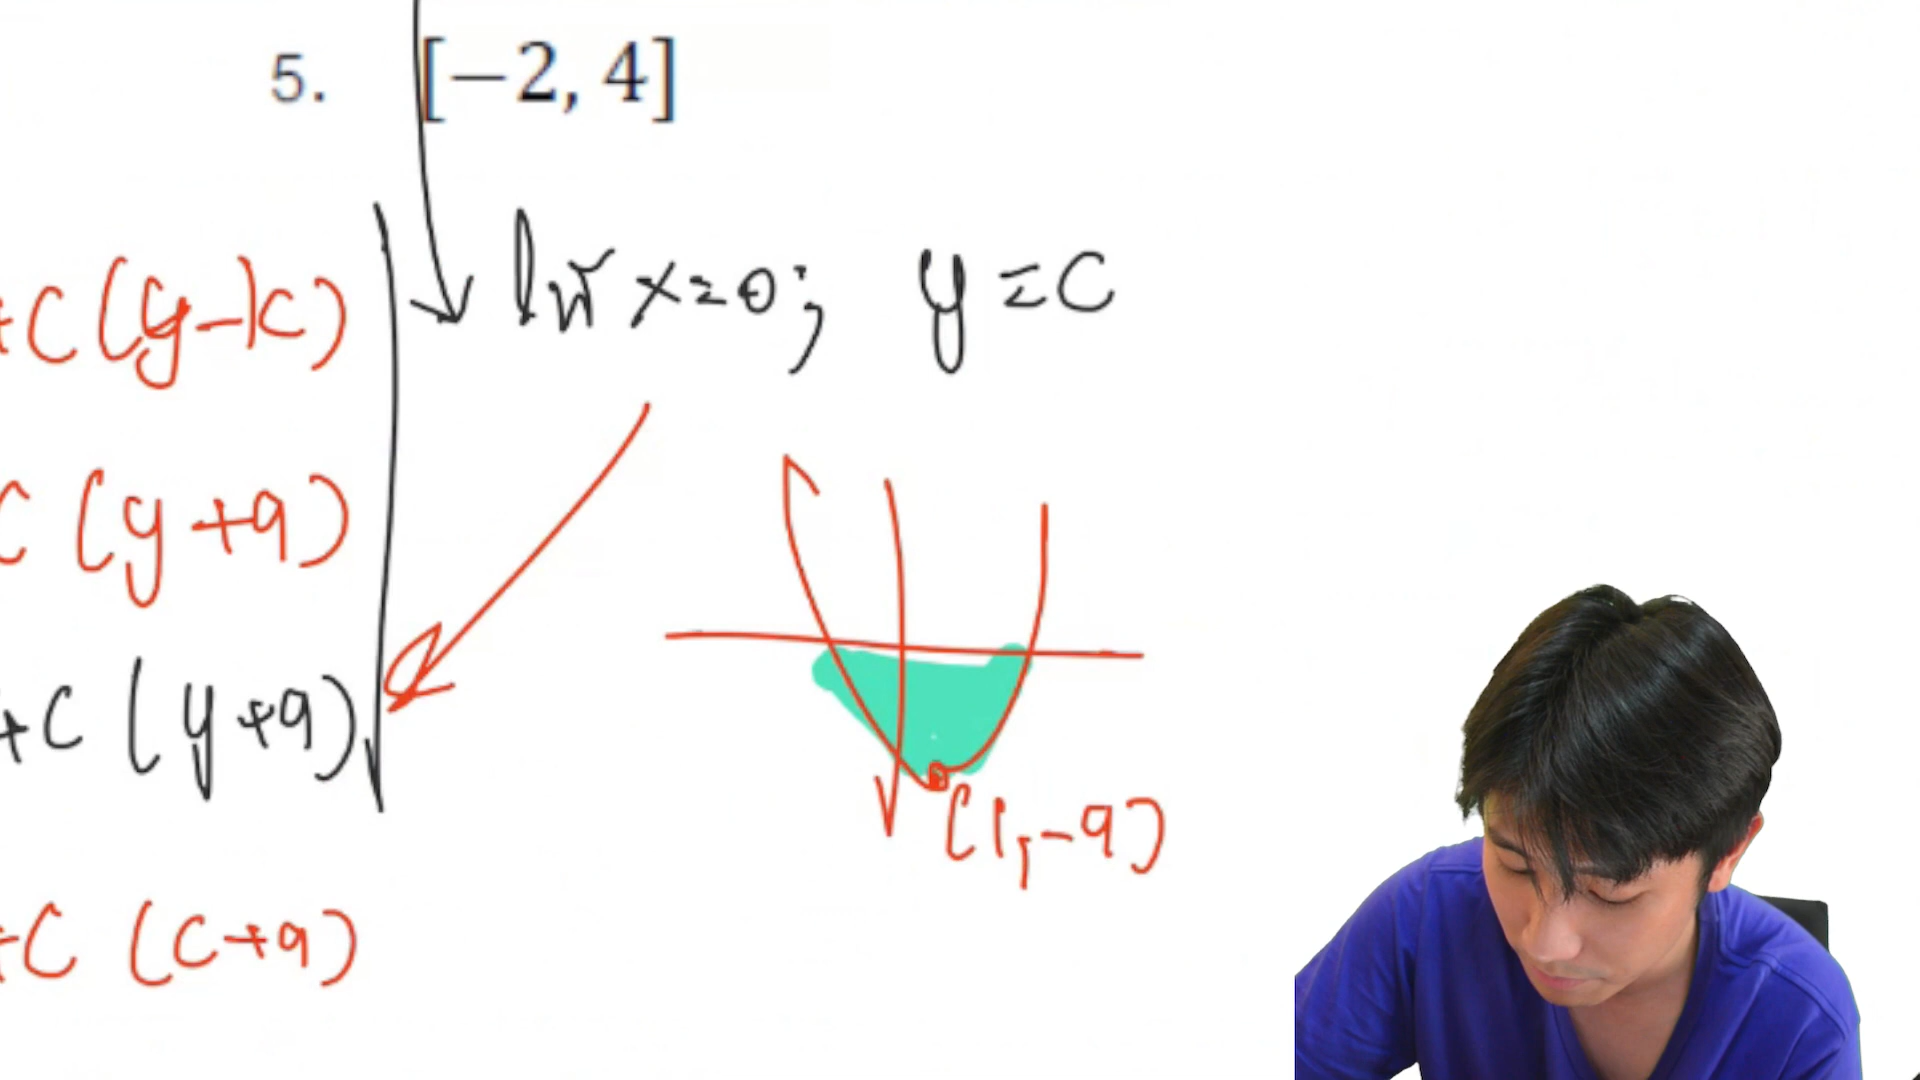 5. [−2, 4]
+C (y-k) ให้ x=0; y=C
C (y+9)
+C (y+9)
(1,-9)
+C (C+9)